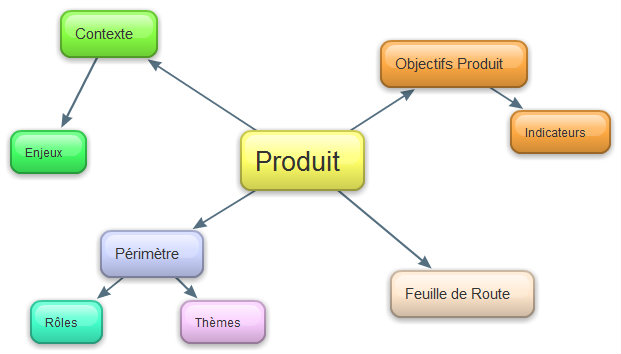 Contexte
Objectifs Produit
Indicateurs
Enjeux
Produit
Périmètre
Feuille de Route
Rôles
Thèmes